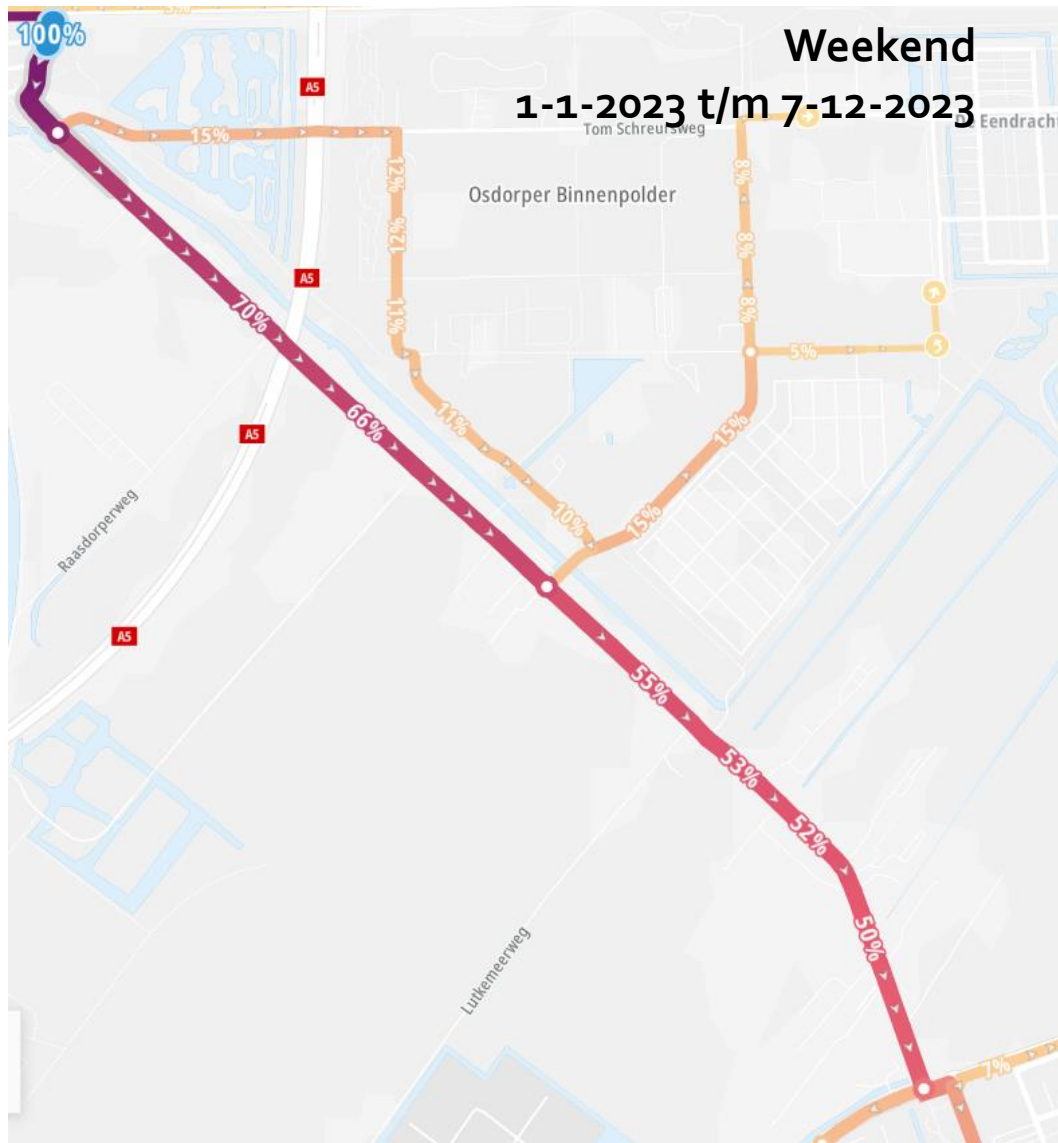 5%
100%
Weekend
1-1-2023 t/m 7-12-2023
A5
Tom Schreursweg
De Eendracht
15%
12%
8%
Osdorper Binnenpolder
12%
8%
A5
11%
8%
70%
5%
66%
11%
15%
A5
Raasdorperweg
10%
15%
A5
55%
53%
52%
50%
Lutkemeerweg
7%